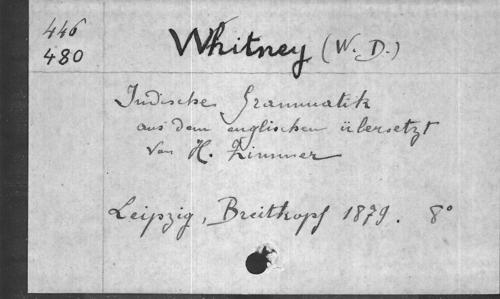 446
480
Whitney (W. D.)
Indische Grammatik
aus dem englischen übersetzt
von H. Zimmer
Leipzig, Breitkopf 1879. 8°